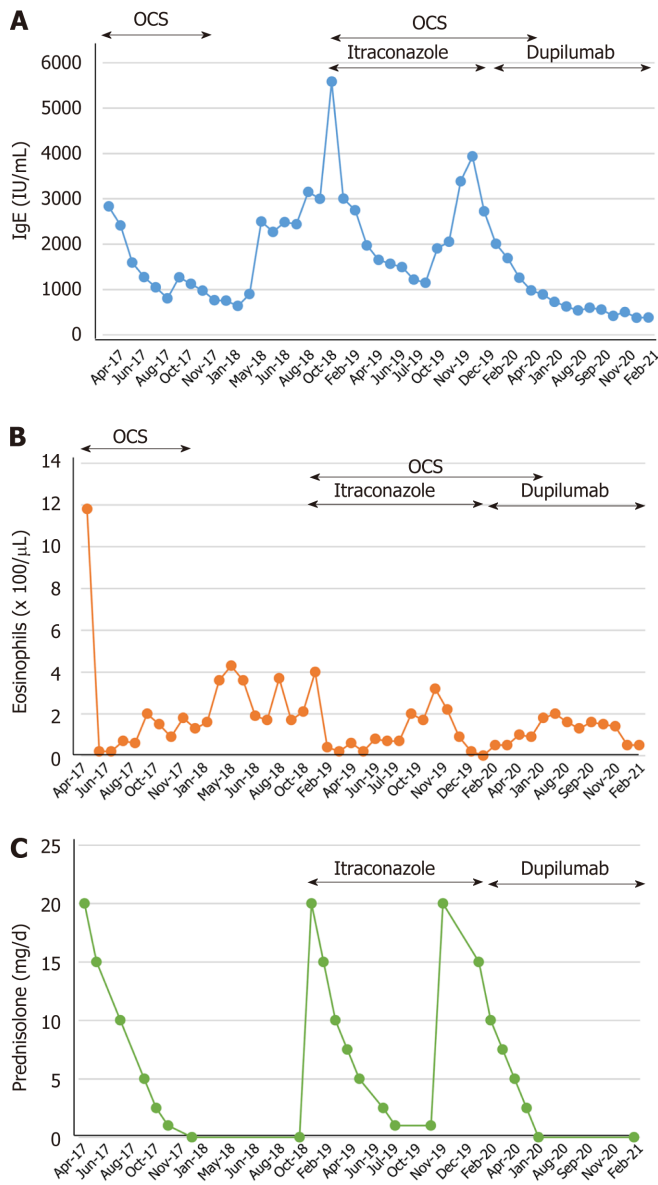 A
OCS
OCS
Itraconazole
Dupilumab
IgE (IU/mL)
6000
5000
4000
3000
2000
1000
0
Apr-17
Jun-17
Aug-17
Oct-17
Nov-17
Jan-18
May-18
Jun-18
Aug-18
Oct-18
Feb-19
Apr-19
Jun-19
Jul-19
Oct-19
Nov-19
Dec-19
Feb-20
Apr-20
Jan-20
Aug-20
Sep-20
Nov-20
Feb-21
B
OCS
OCS
Itraconazole
Dupilumab
Eosinophils (x 100/µL)
14
12
10
8
6
4
2
0
Apr-17
Jun-17
Aug-17
Oct-17
Nov-17
Jan-18
May-18
Jun-18
Aug-18
Oct-18
Feb-19
Apr-19
Jun-19
Jul-19
Oct-19
Nov-19
Dec-19
Feb-20
Apr-20
Jan-20
Aug-20
Sep-20
Nov-20
Feb-21
C
Itraconazole
Dupilumab
Prednisolone (mg/d)
25
20
15
10
5
0
Apr-17
Jun-17
Aug-17
Oct-17
Nov-17
Jan-18
May-18
Jun-18
Aug-18
Oct-18
Feb-19
Apr-19
Jun-19
Jul-19
Oct-19
Nov-19
Dec-19
Feb-20
Apr-20
Jan-20
Aug-20
Sep-20
Nov-20
Feb-21